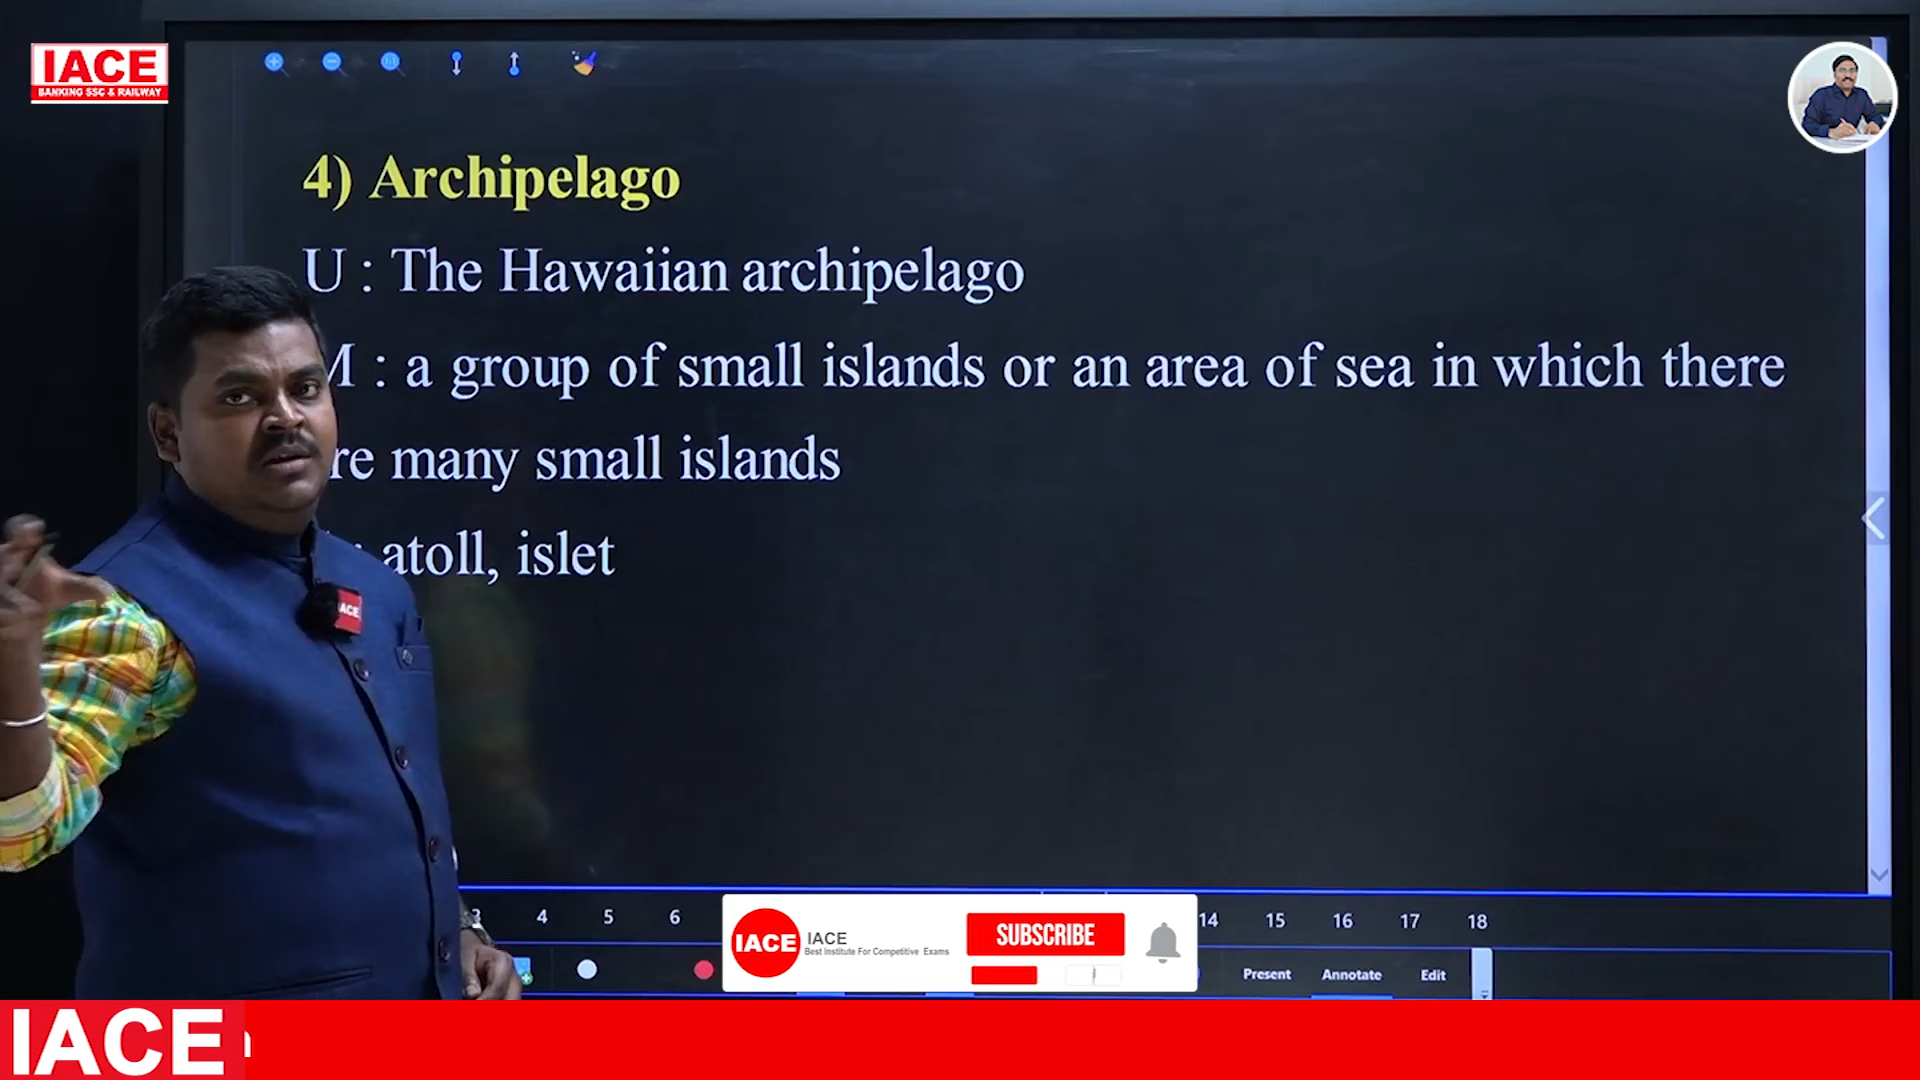 IACE
BANKING SSC & RAILWAY
4) Archipelago
U : The Hawaiian archipelago
M : a group of small islands or an area of sea in which there
re many small islands
: atoll, islet
IACE
3 4 5 6 14 15 16 17 18
IACE
IACE
Best Institute For Competitive Exams
SUBSCRIBE
Present Annotate Edit
IACE